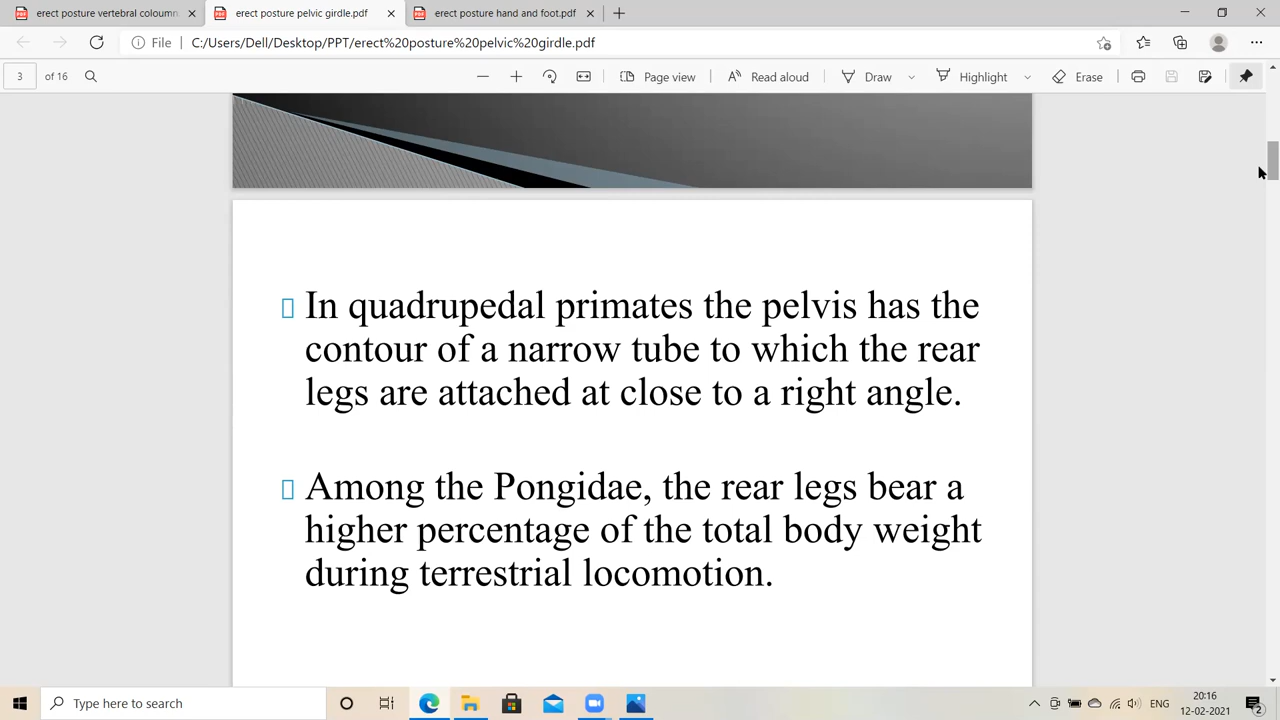 erect posture vertebral coloumn
erect posture pelvic girdle.pdf
erect posture hand and foot.pdf
File
C:/Users/Dell/Desktop/PPT/erect%20posture%20pelvic%20girdle.pdf
3 of 16
Page view
Read aloud
Draw
Highlight
Erase
In quadrupedal primates the pelvis has the
contour of a narrow tube to which the rear
legs are attached at close to a right angle.
Among the Pongidae, the rear legs bear a
higher percentage of the total body weight
during terrestrial locomotion.
Type here to search
ENG
20:16
12-02-2021
2